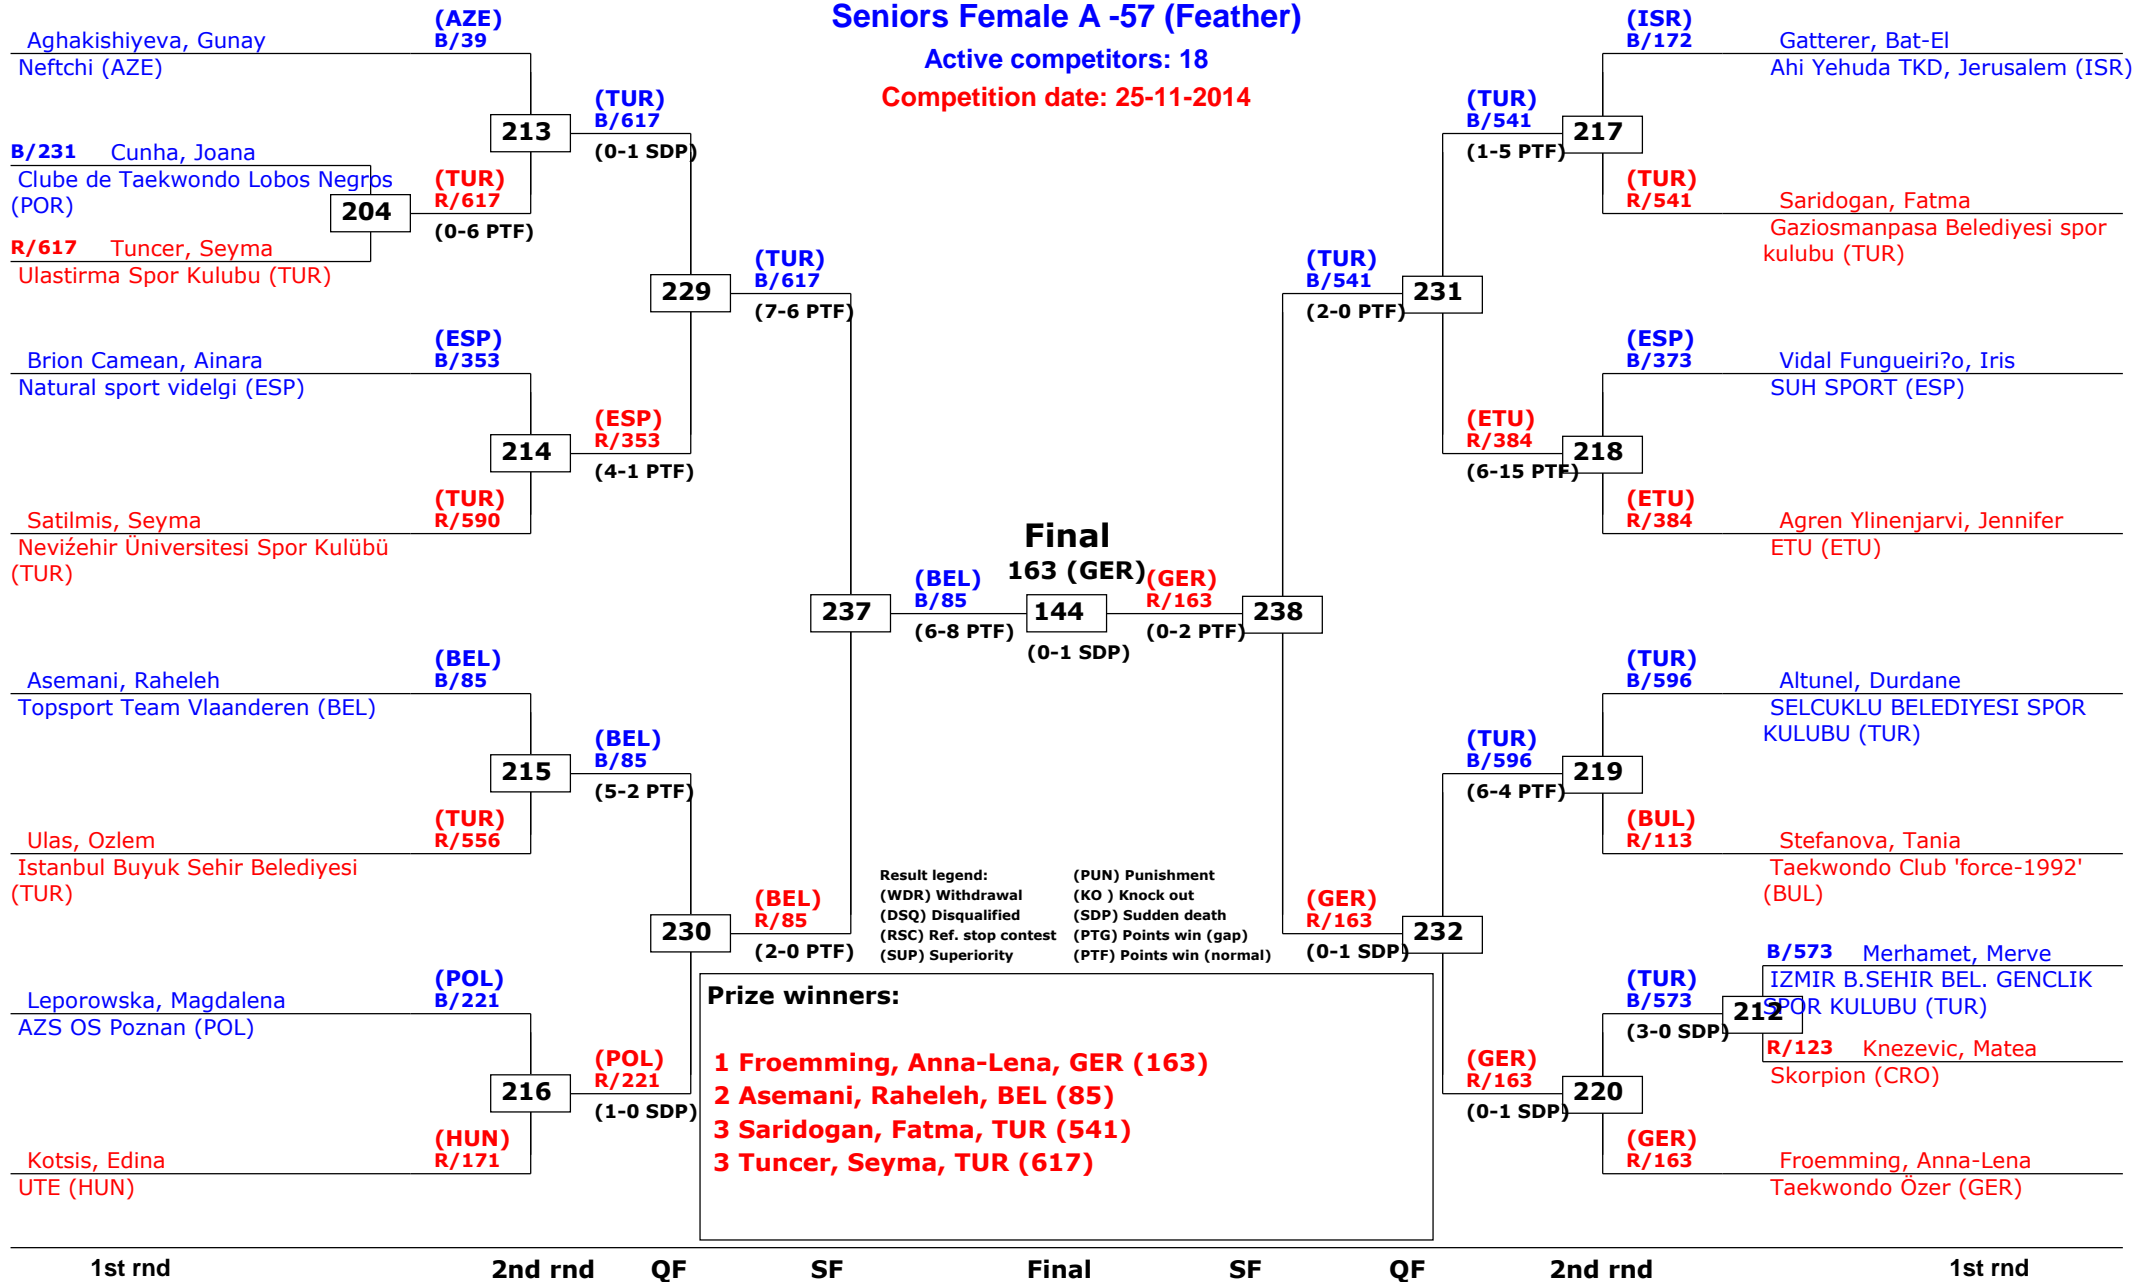 Seniors Female A -57 (Feather)
Active competitors: 18
Competition date: 25-11-2014
Aghakishiyeva, Gunay
(AZE)
B/39
Neftchi (AZE)
213
(TUR)
B/617
(0-1 SDP)
B/231 Cunha, Joana
Clube de Taekwondo Lobos Negros
(POR)
204
(TUR)
R/617
(0-6 PTF)
R/617 Tuncer, Seyma
Ulastirma Spor Kulubu (TUR)
229
(TUR)
B/617
(7-6 PTF)
Brion Camean, Ainara
(ESP)
B/353
Natural sport videlgi (ESP)
214
(ESP)
R/353
(4-1 PTF)
Satilmis, Seyma
(TUR)
R/590
Neviźehir Üniversitesi Spor Kulübü
(TUR)
237
(BEL)
B/85
(6-8 PTF)
Asemani, Raheleh
(BEL)
B/85
Topsport Team Vlaanderen (BEL)
215
(BEL)
B/85
(5-2 PTF)
Ulas, Ozlem
(TUR)
R/556
Istanbul Buyuk Sehir Belediyesi
(TUR)
230
(BEL)
R/85
(2-0 PTF)
Leporowska, Magdalena
(POL)
B/221
AZS OS Poznan (POL)
216
(POL)
R/221
(1-0 SDP)
Kotsis, Edina
(HUN)
R/171
UTE (HUN)
Final
163 (GER)
144
(0-1 SDP)
(GER)
R/163
(0-2 PTF)
238
(ISR)
B/172
Gatterer, Bat-El
Ahi Yehuda TKD, Jerusalem (ISR)
(TUR)
B/541
(1-5 PTF)
217
(TUR)
R/541
Saridogan, Fatma
Gaziosmanpasa Belediyesi spor
kulubu (TUR)
(TUR)
B/541
(2-0 PTF)
231
(ESP)
B/373
Vidal Fungueiri?o, Iris
SUH SPORT (ESP)
(ETU)
R/384
(6-15 PTF)
218
(ETU)
R/384
Agren Ylinenjarvi, Jennifer
ETU (ETU)
(TUR)
B/596
Altunel, Durdane
SELCUKLU BELEDIYESI SPOR
KULUBU (TUR)
(TUR)
B/596
(6-4 PTF)
219
(BUL)
R/113
Stefanova, Tania
Taekwondo Club 'force-1992'
(BUL)
(GER)
R/163
(0-1 SDP)
232
B/573 Merhamet, Merve
IZMIR B.SEHIR BEL. GENCLIK
SPOR KULUBU (TUR)
(TUR)
B/573
(3-0 SDP)
212
R/123 Knezevic, Matea
Skorpion (CRO)
(GER)
R/163
(0-1 SDP)
220
(GER)
R/163
Froemming, Anna-Lena
Taekwondo Özer (GER)
Result legend: (PUN) Punishment
(WDR) Withdrawal (KO ) Knock out
(DSQ) Disqualified (SDP) Sudden death
(RSC) Ref. stop contest (PTG) Points win (gap)
(SUP) Superiority (PTF) Points win (normal)
Prize winners:
1 Froemming, Anna-Lena, GER (163)
2 Asemani, Raheleh, BEL (85)
3 Saridogan, Fatma, TUR (541)
3 Tuncer, Seyma, TUR (617)
1st rnd 2nd rnd QF SF Final SF QF 2nd rnd 1st rnd